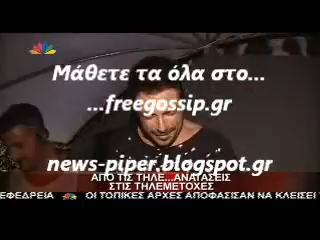 Μάθετε τα όλα στο...
...freegossip.gr
news-piper.blogspot.gr
ΑΠΟ ΤΙΣ ΤΗΛΕ...ΑΝΑΤΑΣΕΙΣ
ΣΤΙΣ ΤΗΛΕΜΕΤΟΧΕΣ
ΕΦΕΔΡΕΙΑ ΟΙ ΤΟΠΙΚΕΣ ΑΡΧΕΣ ΑΠΟΦΑΣΙΣΑΝ ΝΑ ΚΛΕΙΣΕΙ